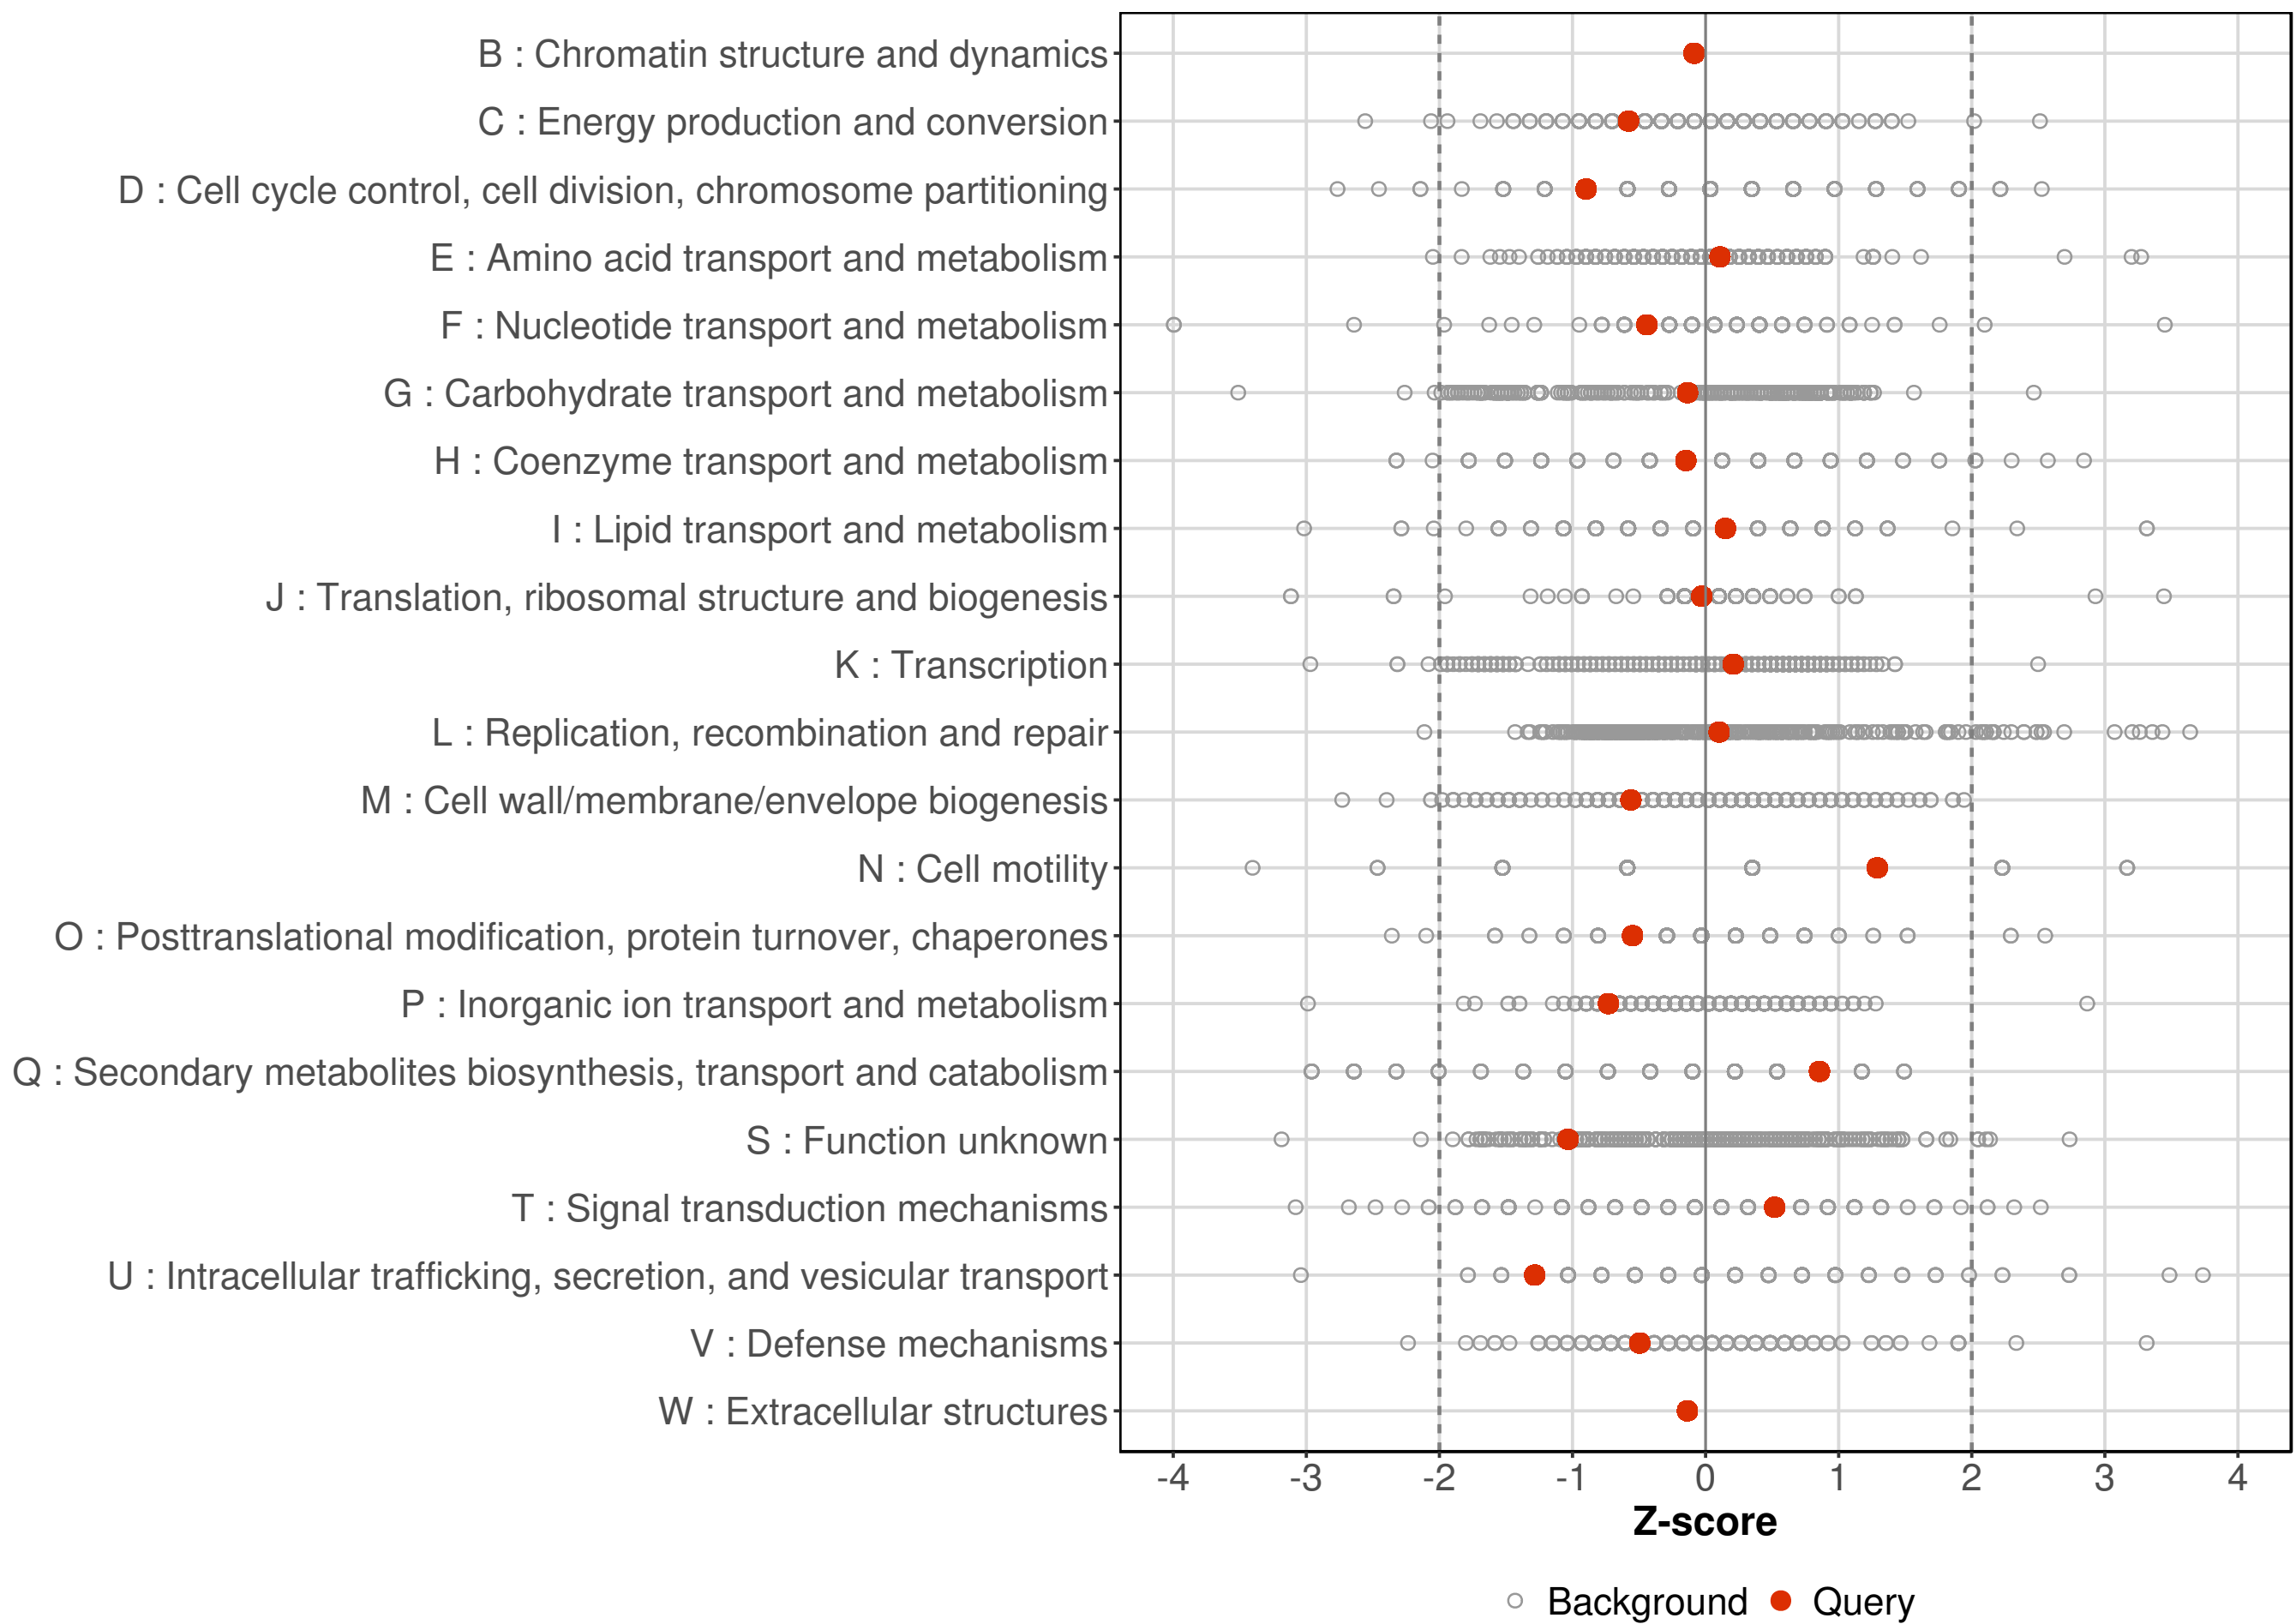 B : Chromatin structure and dynamics
C : Energy production and conversion
D : Cell cycle control, cell division, chromosome partitioning
E : Amino acid transport and metabolism
F : Nucleotide transport and metabolism
G : Carbohydrate transport and metabolism
H : Coenzyme transport and metabolism
I : Lipid transport and metabolism
J : Translation, ribosomal structure and biogenesis
K : Transcription
L : Replication, recombination and repair
M : Cell wall/membrane/envelope biogenesis
N : Cell motility
O : Posttranslational modification, protein turnover, chaperones
P : Inorganic ion transport and metabolism
Q : Secondary metabolites biosynthesis, transport and catabolism
S : Function unknown
T : Signal transduction mechanisms
U : Intracellular trafficking, secretion, and vesicular transport
V : Defense mechanisms
W : Extracellular structures
-4 -3 -2 -1 0 1 2 3 4
Z-score
Background Query